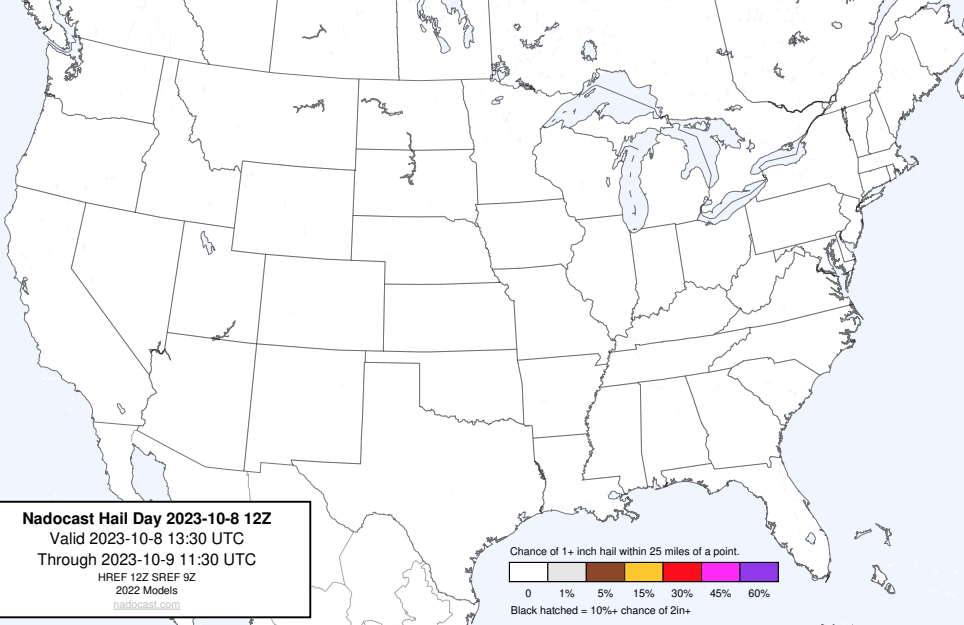 Nadocast Hail Day 2023-10-8 12Z
Valid 2023-10-8 13:30 UTC
Through 2023-10-9 11:30 UTC
HREF 12Z SREF 9Z
2022 Models
nadocast.com
Chance of 1+ inch hail within 25 miles of a point.
0 1% 5% 15% 30% 45% 60%
Black hatched = 10%+ chance of 2in+